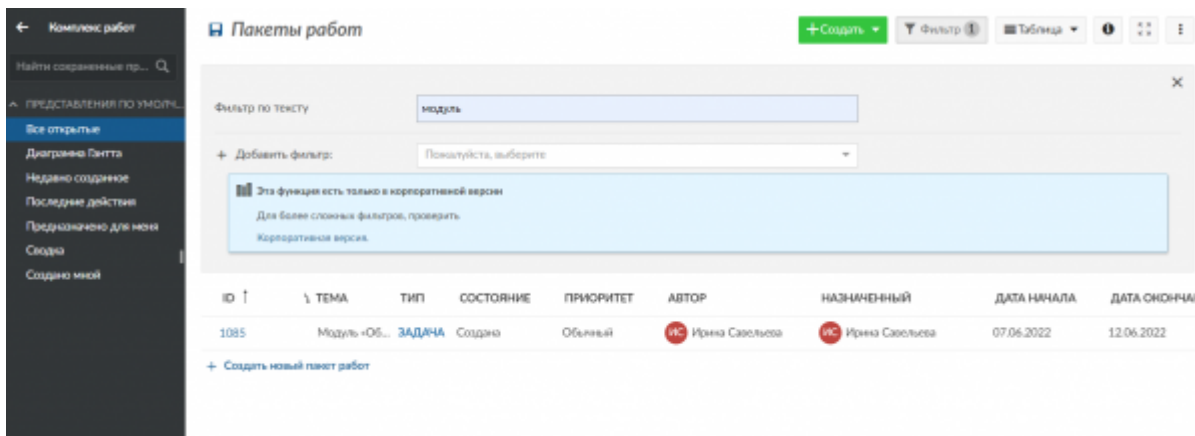 Комплекс работ
Найти сохраненные пр...
ПРЕДСТАВЛЕНИЯ ПО УМОЛЧ...
Все открытые
Диаграмма Гантта
Недавно созданное
Последние действия
Предназначено для меня
Сводка
Создано мной
Пакеты работ
+ Создать
Фильтр 1
Таблица
Фильтр по тексту
модуль
+ Добавить фильтр:
Пожалуйста, выберите
Эта функция есть только в корпоративной версии
Для более сложных фильтров, проверить
Корпоративная версия.
ID ТЕМА ТИП СОСТОЯНИЕ ПРИОРИТЕТ АВТОР НАЗНАЧЕННЫЙ ДАТА НАЧАЛА ДАТА ОКОНЧА
1085 Модуль «Об... ЗАДАЧА Создана Обычный ИС Ирина Савельева ИС Ирина Савельева 07.06.2022 12.06.2022
+ Создать новый пакет работ